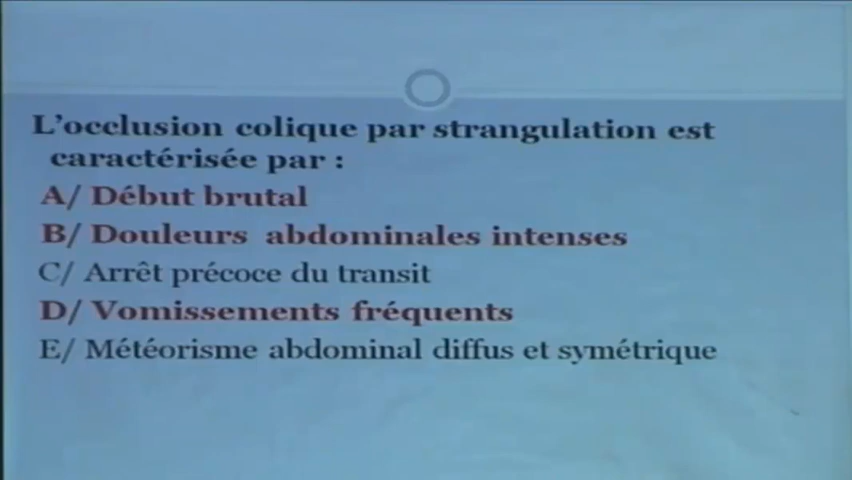 L'occlusion colique par strangulation est
caractérisée par :
A/ Début brutal
B/ Douleurs abdominales intenses
C/ Arrêt précoce du transit
D/ Vomissements fréquents
E/ Météorisme abdominal diffus et symétrique